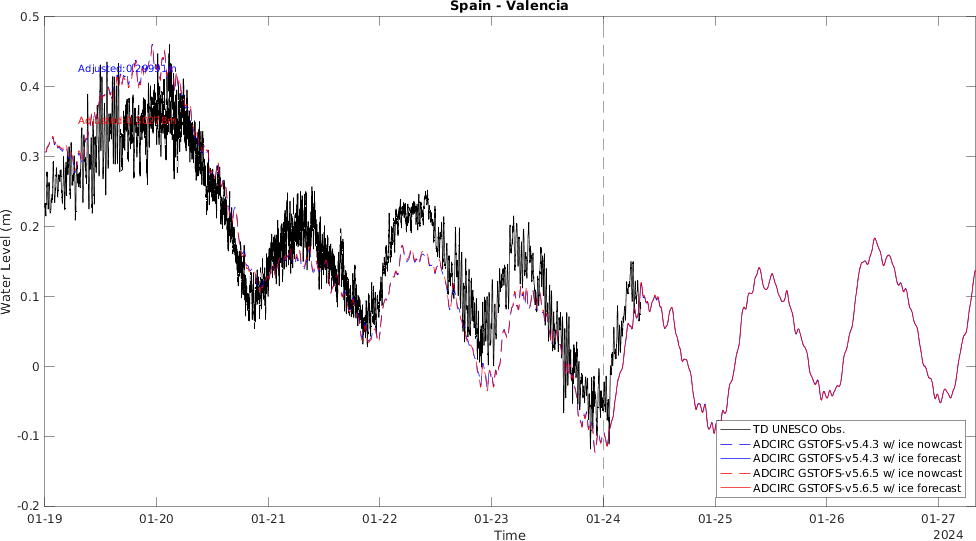 Spain - Valencia
0.5
0.4
0.3
0.2
0.1
0
-0.1
-0.2
Water Level (m)
01-19
01-20
01-21
01-22
01-23
01-24
01-25
01-26
01-27
2024
Time
TD UNESCO Obs.
ADCIRC GSTOFS-v5.4.3 w/ ice nowcast
ADCIRC GSTOFS-v5.4.3 w/ ice forecast
ADCIRC GSTOFS-v5.6.5 w/ ice nowcast
ADCIRC GSTOFS-v5.6.5 w/ ice forecast